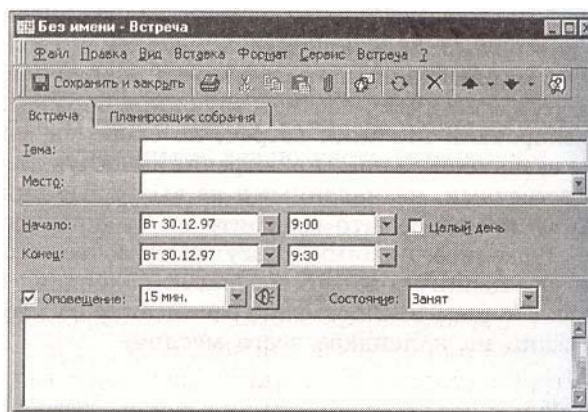 Без имени - Встреча
Файл Правка Вид Вставка Формат Сервис Встреча ?
Сохранить и закрыть
Встреча Планировщик собрания
Тема:
Место:
Начало: Вт 30.12.97 9:00 Целый день
Конец: Вт 30.12.97 9:30
Оповещение: 15 мин. Состояние: Занят